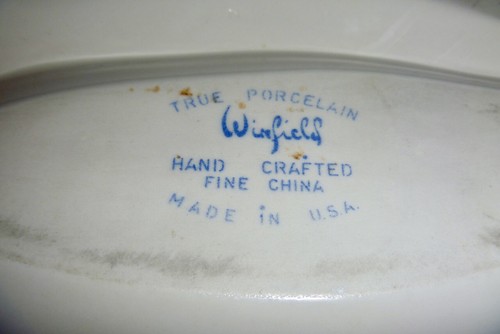 TRUE PORCELAIN
Winfield
HAND CRAFTED
FINE CHINA
MADE in U.S.A.